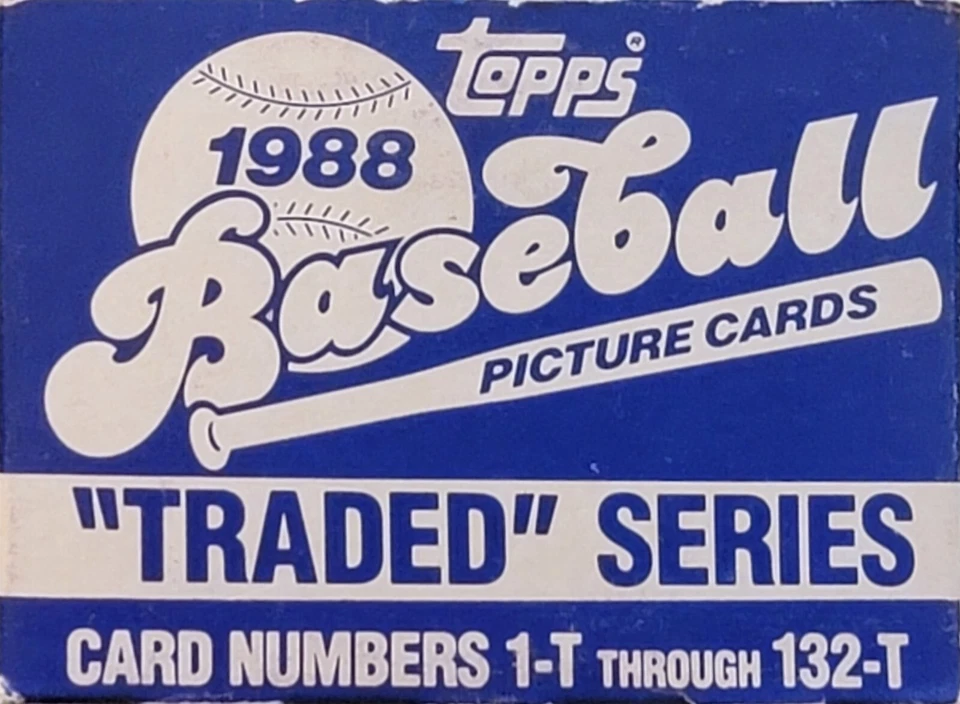 TOPPS®
1988
Baseball
PICTURE CARDS
"TRADED" SERIES
CARD NUMBERS 1-T THROUGH 132-T